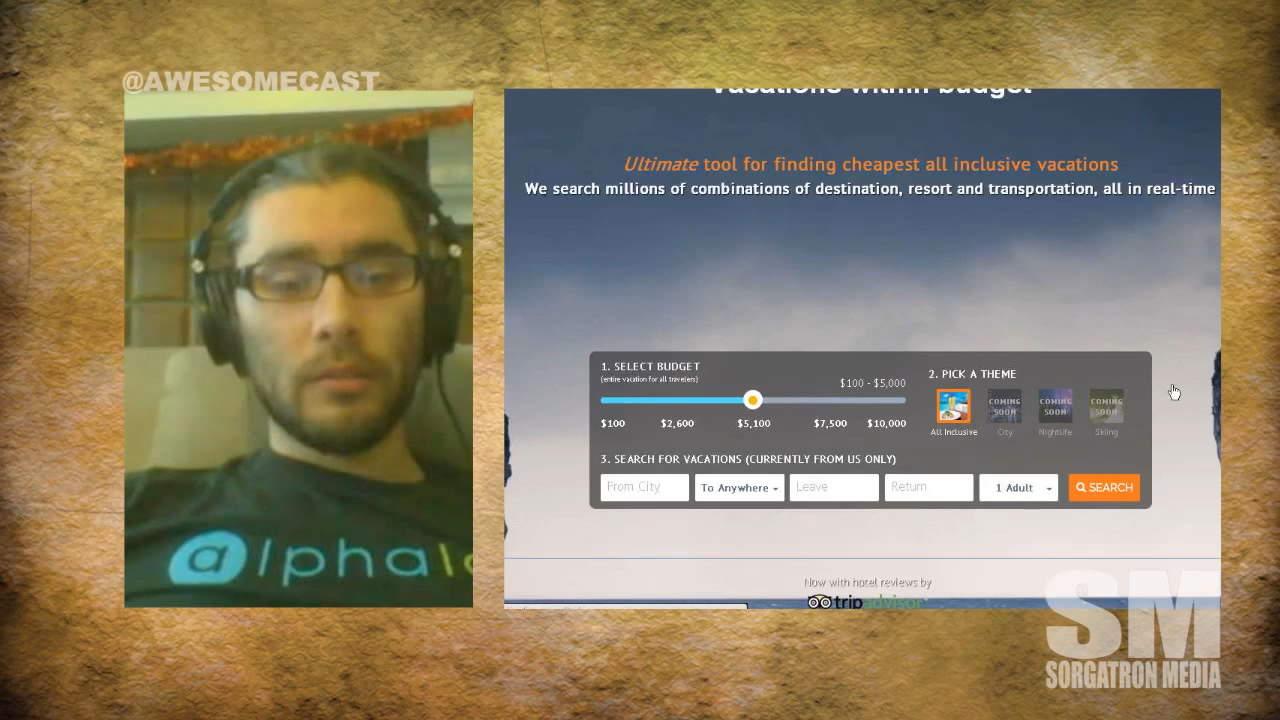 @AWESOMECAST
Vacations within budget
Ultimate tool for finding cheapest all inclusive vacations
We search millions of combinations of destination, resort and transportation, all in real-time
1. SELECT BUDGET
(entire vacation for all travelers)
$100 - $5,000
$100 $2,600 $5,100 $7,500 $10,000
2. PICK A THEME
COMING SOON COMING SOON COMING SOON
All Inclusive City Nightlife Skiing
3. SEARCH FOR VACATIONS (CURRENTLY FROM US ONLY)
From City To Anywhere Leave Return 1 Adult SEARCH
Now with hotel reviews by
tripadvisor
alphala
SM
SORGATRON MEDIA